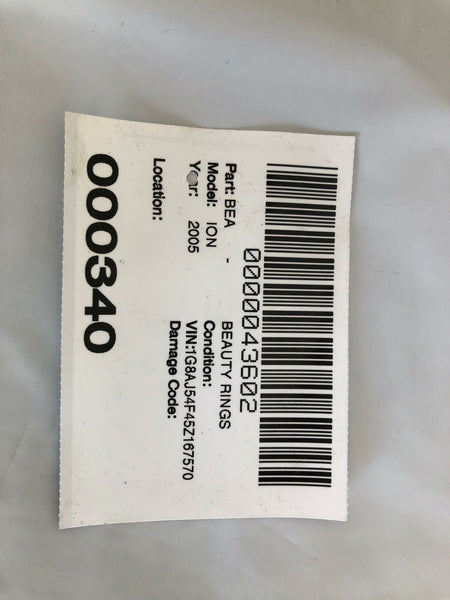 0000043602
Part: BEA - BEAUTY RINGS
Model: ION Condition:
Year: 2005 VIN:1G8AJ54F45Z167570
Damage Code:
Location:
000340